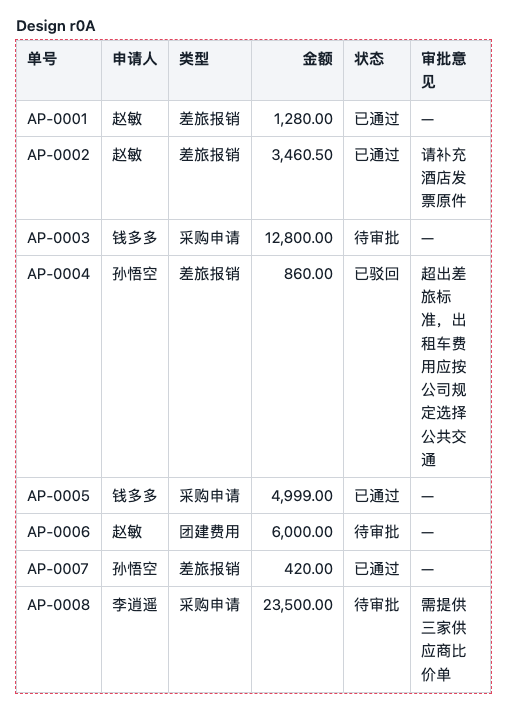 Design r0A
单号 申请人 类型 金额 状态 审批意
见
AP-0001 赵敏 差旅报销 1,280.00 已通过 —
AP-0002 赵敏 差旅报销 3,460.50 已通过 请补充
酒店发
票原件
AP-0003 钱多多 采购申请 12,800.00 待审批 —
AP-0004 孙悟空 差旅报销 860.00 已驳回 超出差
旅标
准，出
租车费
用应按
公司规
定选择
公共交
通
AP-0005 钱多多 采购申请 4,999.00 已通过 —
AP-0006 赵敏 团建费用 6,000.00 待审批 —
AP-0007 孙悟空 差旅报销 420.00 已通过 —
AP-0008 李逍遥 采购申请 23,500.00 待审批 需提供
三家供
应商比
价单